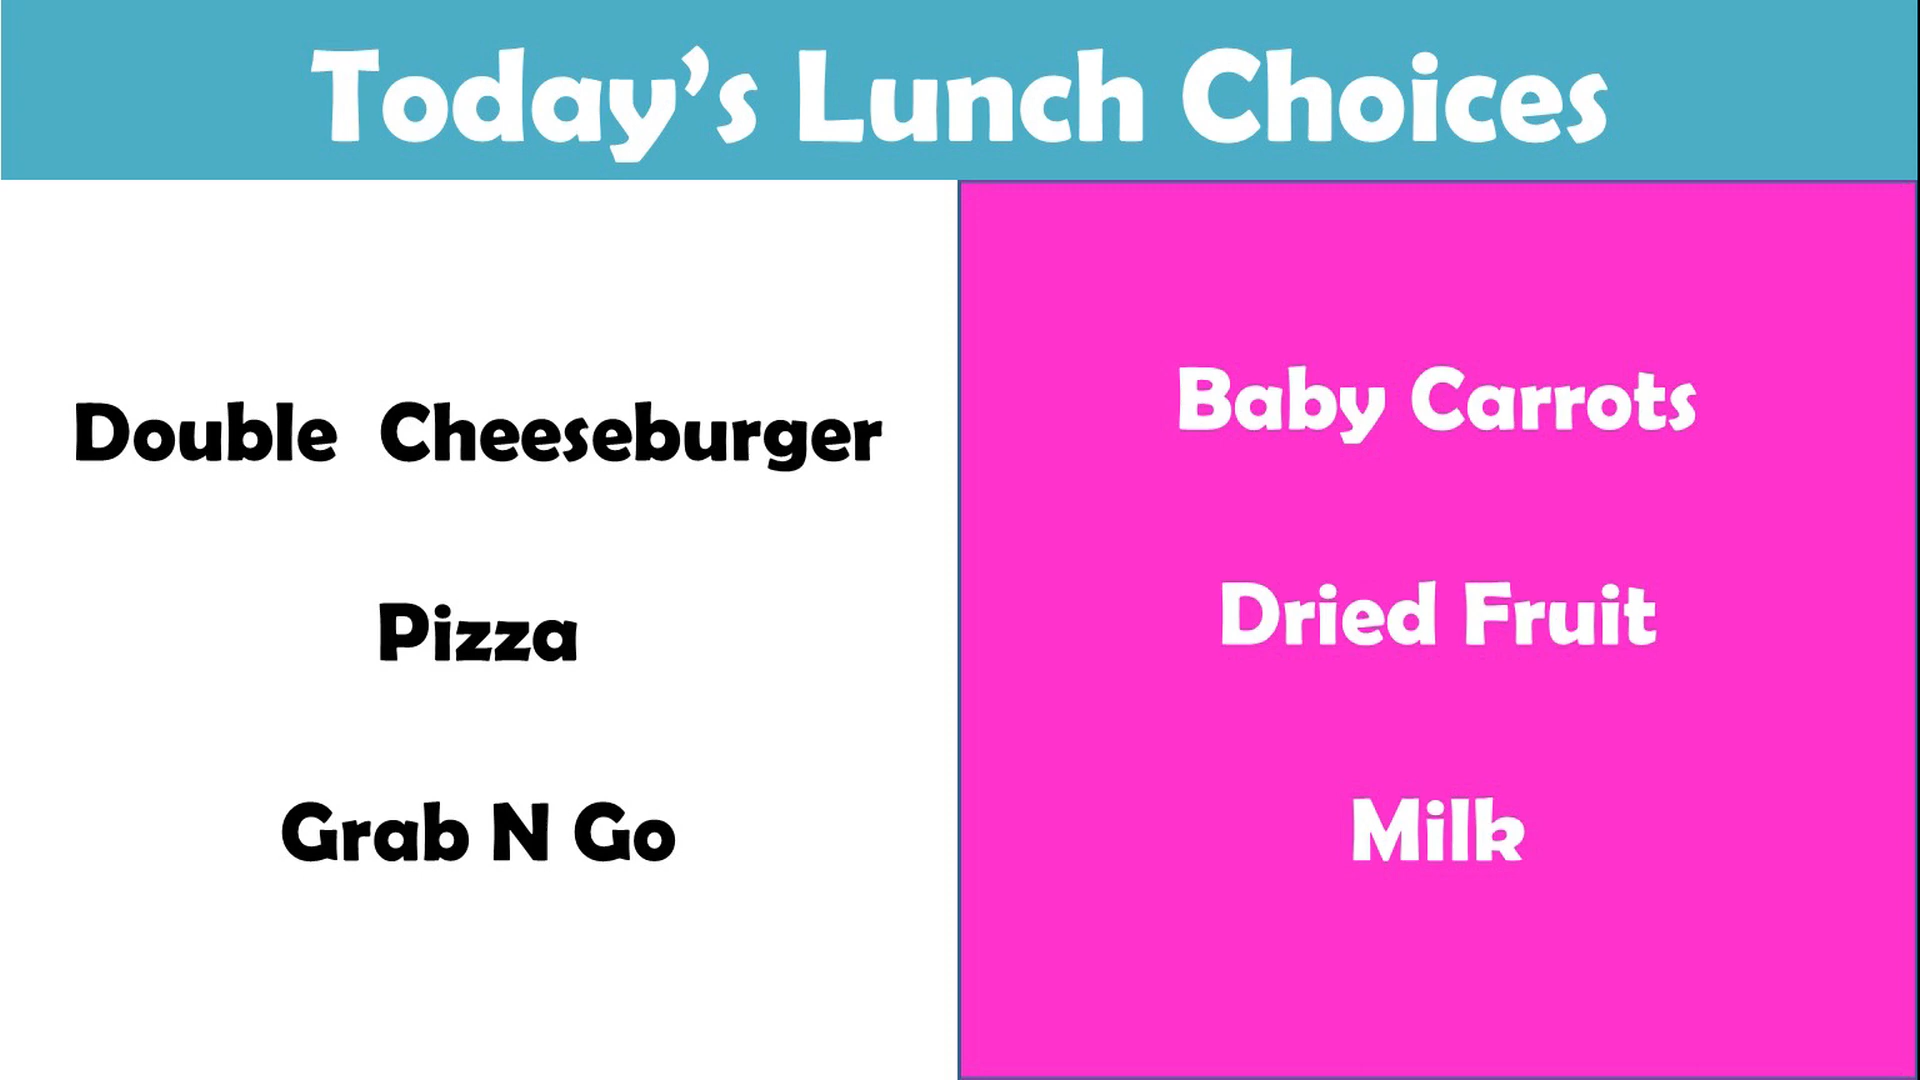 Today’s Lunch Choices
Double  Cheeseburger
Pizza
Grab N Go
Baby Carrots
Dried Fruit
Milk